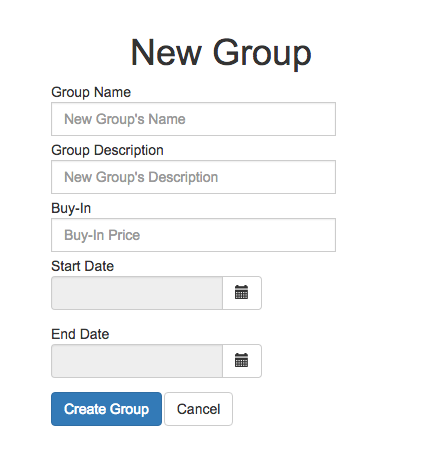 New Group
Group Name
New Group's Name
Group Description
New Group's Description
Buy-In
Buy-In Price
Start Date
End Date
Create Group Cancel